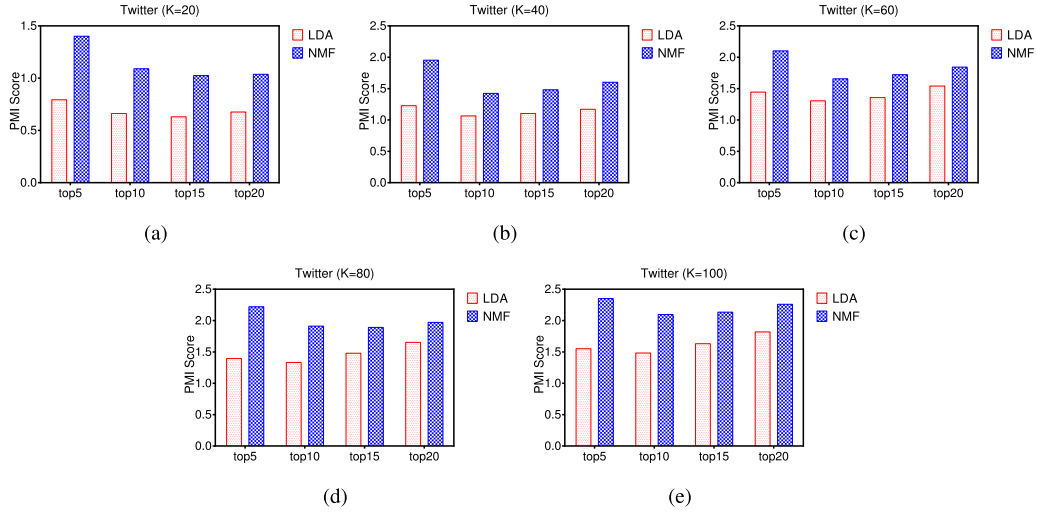 Twitter (K=20)
PMI Score
1.5
1.0
0.5
0.0
top5 top10 top15 top20
LDA
NMF
(a)
Twitter (K=40)
PMI Score
2.5
2.0
1.5
1.0
0.5
0.0
top5 top10 top15 top20
LDA
NMF
(b)
Twitter (K=60)
PMI Score
2.5
2.0
1.5
1.0
0.5
0.0
top5 top10 top15 top20
LDA
NMF
(c)
Twitter (K=80)
PMI Score
2.5
2.0
1.5
1.0
0.5
0.0
top5 top10 top15 top20
LDA
NMF
(d)
Twitter (K=100)
PMI Score
2.5
2.0
1.5
1.0
0.5
0.0
top5 top10 top15 top20
LDA
NMF
(e)